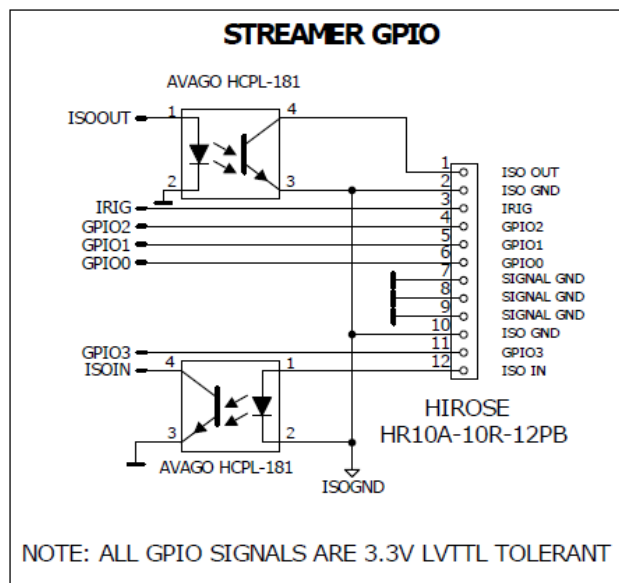 STREAMER GPIO
AVAGO HCPL-181
ISOOUT
1
4
2
3
IRIG
GPIO2
GPIO1
GPIO0
1 ISO OUT
2 ISO GND
3 IRIG
4 GPIO2
5 GPIO1
6 GPIO0
7 SIGNAL GND
8 SIGNAL GND
9 SIGNAL GND
10 ISO GND
11 GPIO3
12 ISO IN
GPIO3
ISOIN
4
1
3
2
AVAGO HCPL-181
ISOGND
HIROSE
HR10A-10R-12PB
NOTE: ALL GPIO SIGNALS ARE 3.3V LVTTL TOLERANT